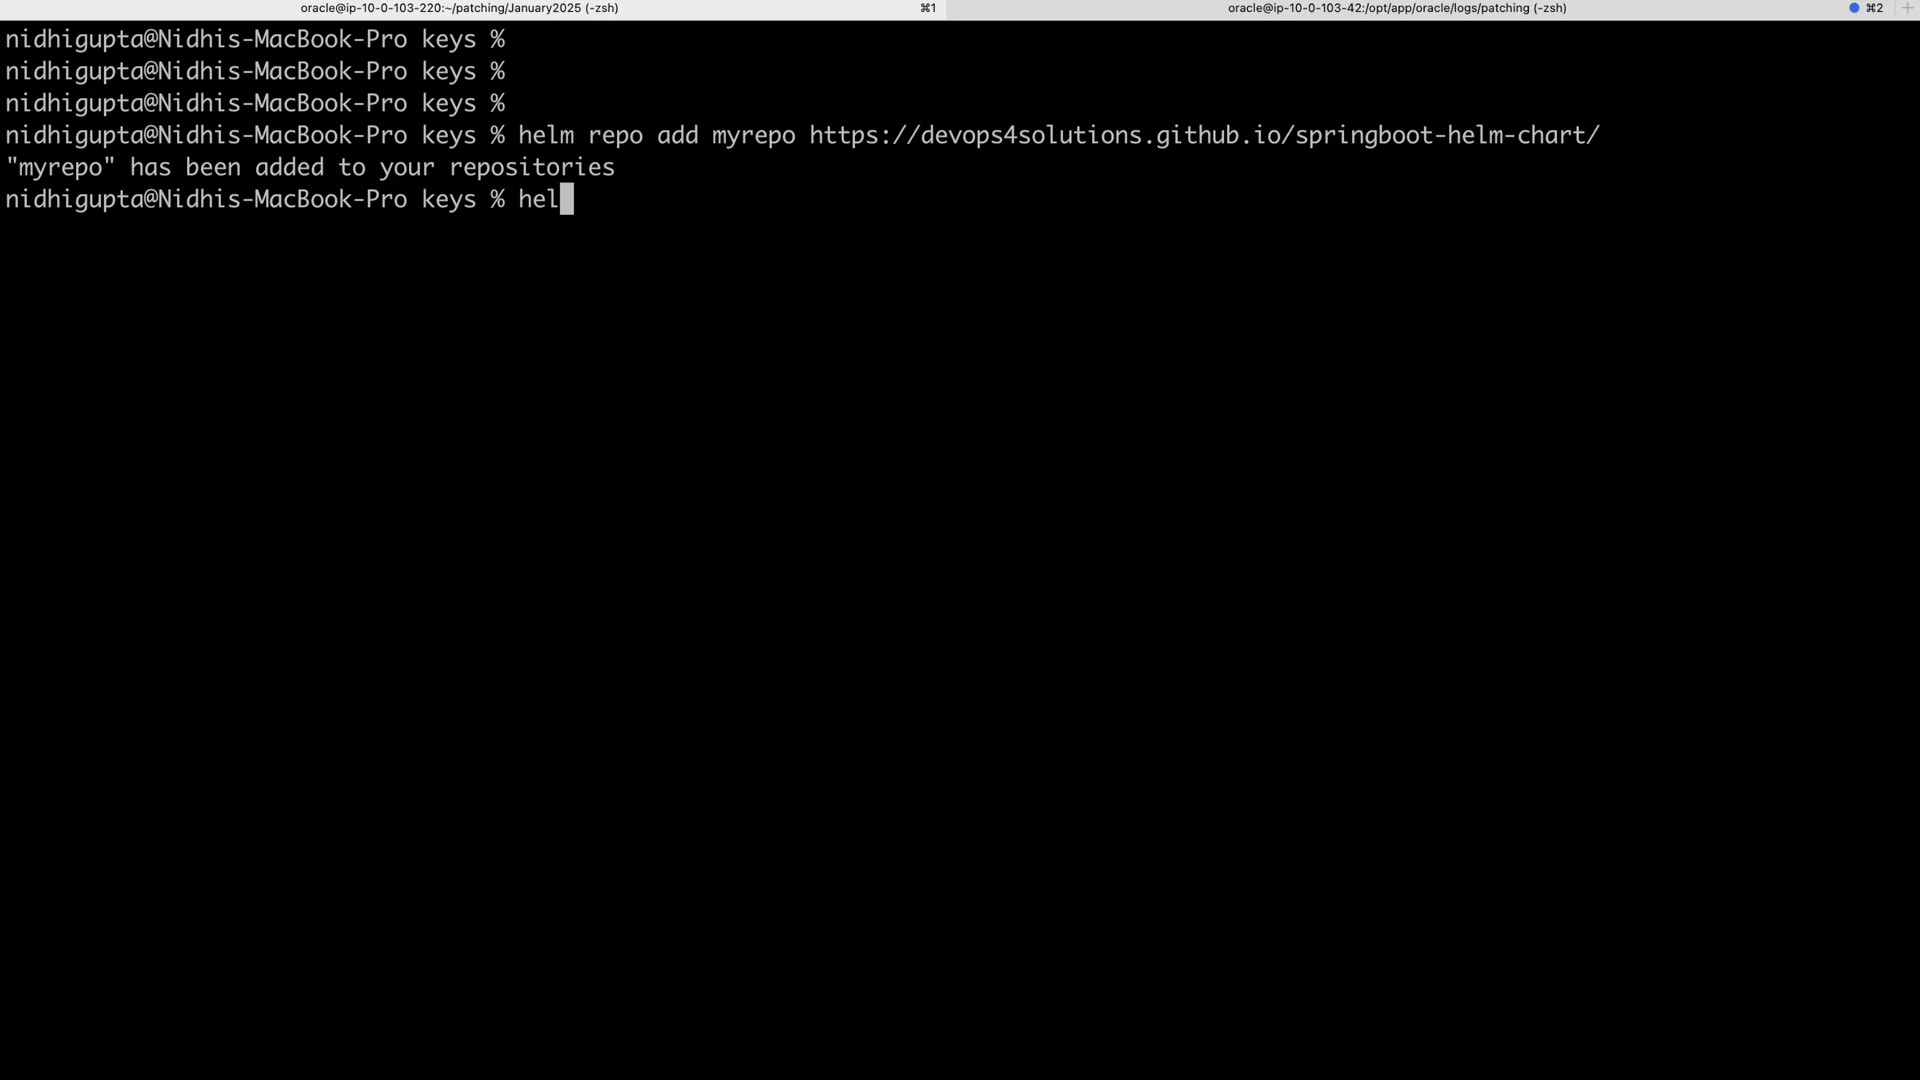 oracle@ip-10-0-103-220:~/patching/January2025 (-zsh) ⌘1 oracle@ip-10-0-103-42:/opt/app/oracle/logs/patching (-zsh) ⌘2 +
nidhigupta@Nidhis-MacBook-Pro keys %
nidhigupta@Nidhis-MacBook-Pro keys %
nidhigupta@Nidhis-MacBook-Pro keys %
nidhigupta@Nidhis-MacBook-Pro keys % helm repo add myrepo https://devops4solutions.github.io/springboot-helm-chart/
"myrepo" has been added to your repositories
nidhigupta@Nidhis-MacBook-Pro keys % hel